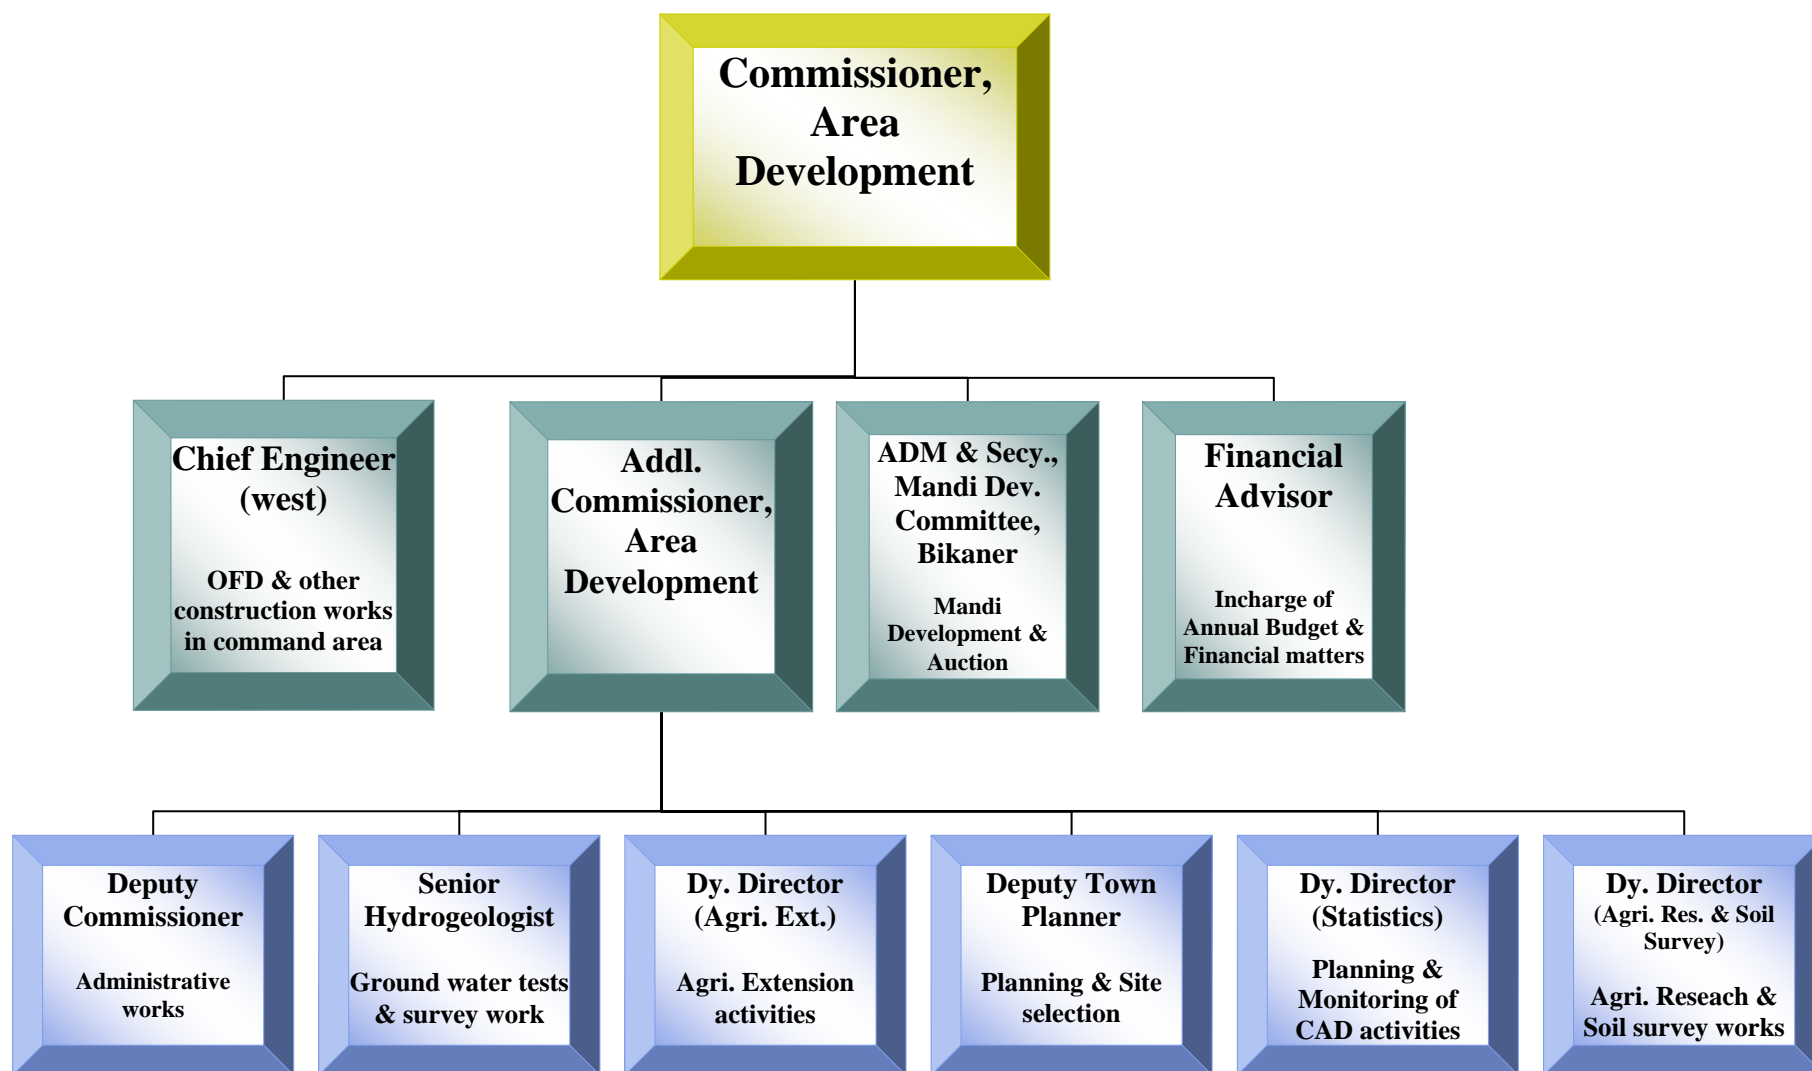 Commissioner,
Area
Development
Chief Engineer
(west)
OFD & other
construction works
in command area
Addl.
Commissioner,
Area
Development
ADM & Secy.,
Mandi Dev.
Committee,
Bikaner
Mandi
Development &
Auction
Financial
Advisor
Incharge of
Annual Budget &
Financial matters
Deputy
Commissioner
Administrative
works
Senior
Hydrogeologist
Ground water tests
& survey work
Dy. Director
(Agri. Ext.)
Agri. Extension
activities
Deputy Town
Planner
Planning & Site
selection
Dy. Director
(Statistics)
Planning &
Monitoring of
CAD activities
Dy. Director
(Agri. Res. & Soil
Survey)
Agri. Reseach &
Soil survey works